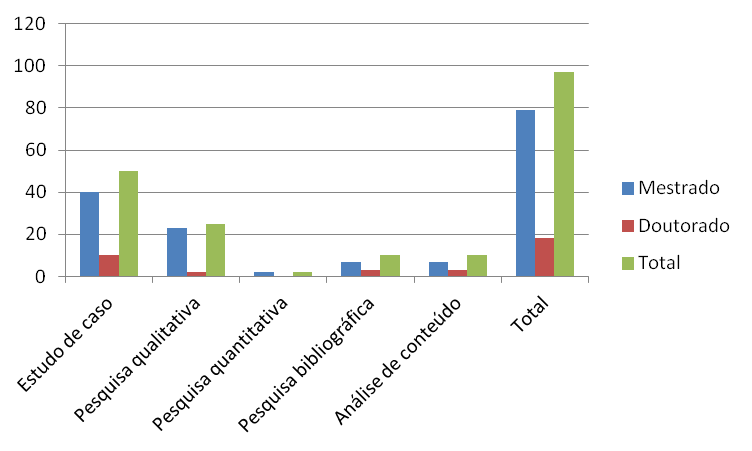 120
100
80
60
40
20
0
Estudo de caso
Pesquisa qualitativa
Pesquisa quantitativa
Pesquisa bibliográfica
Análise de conteúdo
Total
Mestrado
Doutorado
Total